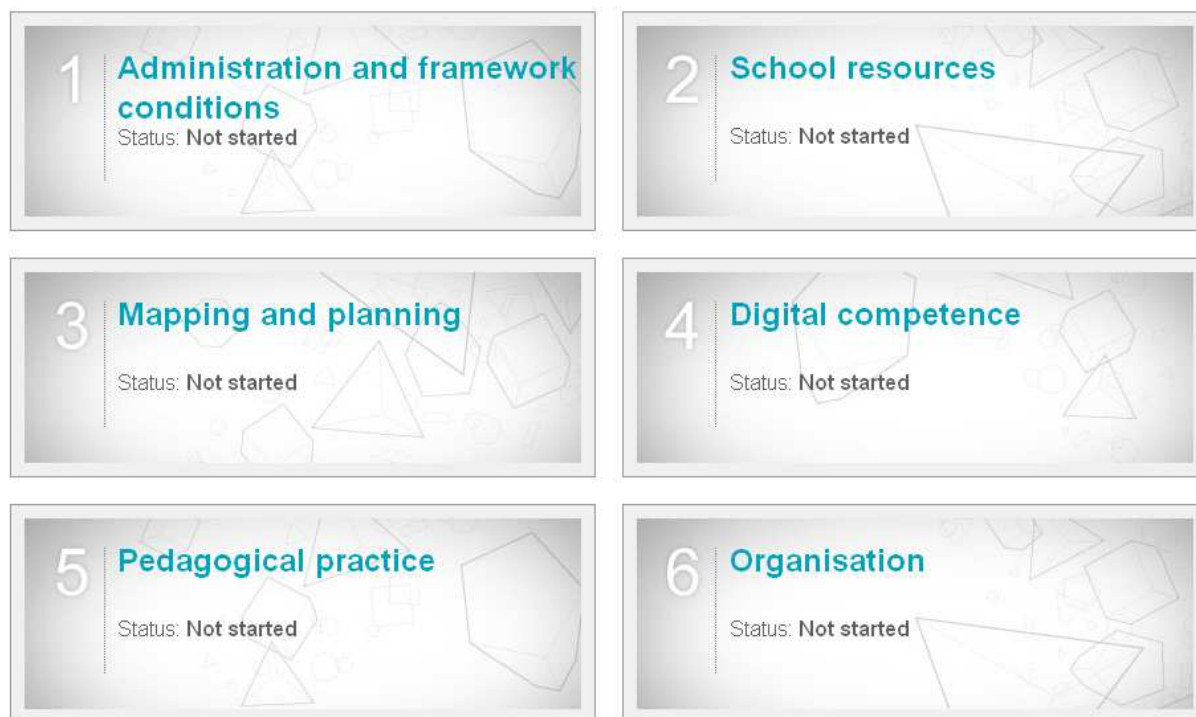 1
Administration and framework
conditions
Status: Not started
2
School resources
Status: Not started
3
Mapping and planning
Status: Not started
4
Digital competence
Status: Not started
5
Pedagogical practice
Status: Not started
6
Organisation
Status: Not started